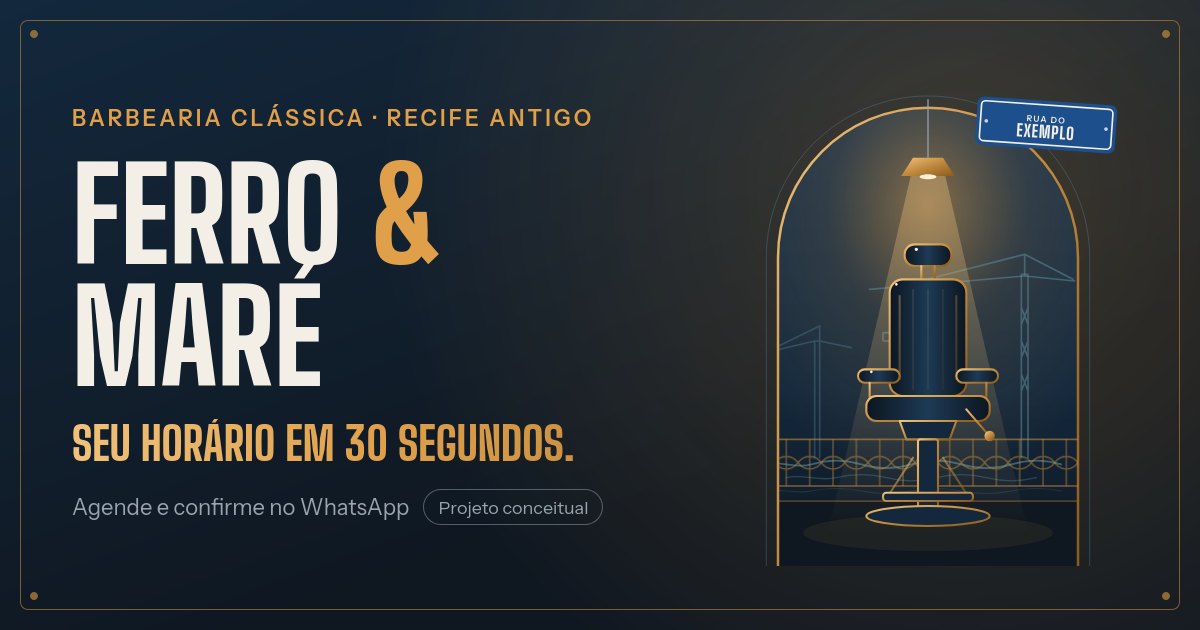 BARBEARIA CLÁSSICA · RECIFE ANTIGO
FERRO &
MARÉ
SEU HORÁRIO EM 30 SEGUNDOS.
Agende e confirme no WhatsApp
Projeto conceitual
RUA DO
EXEMPLO